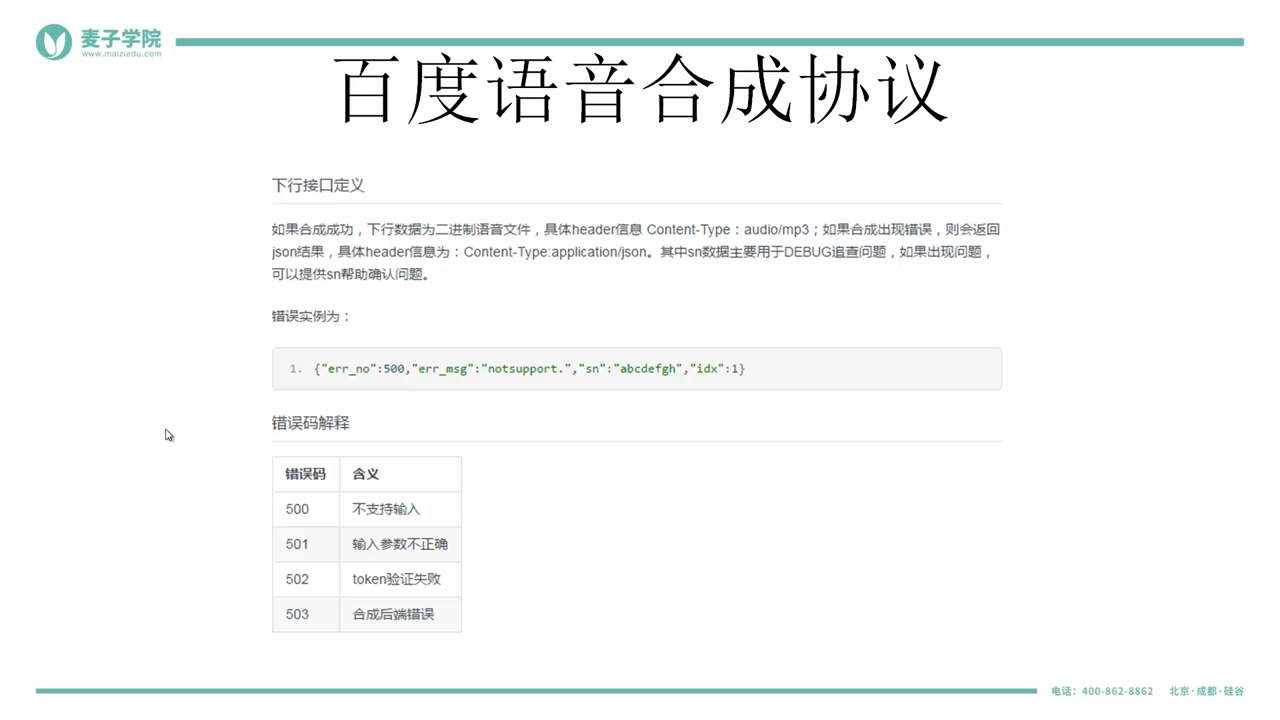 麦子学院
www.maiziedu.com
百度语音合成协议
下行接口定义
如果合成成功，下行数据为二进制语音文件，具体header信息 Content-Type：audio/mp3；如果合成出现错误，则会返回
json结果，具体header信息为：Content-Type:application/json。其中sn数据主要用于DEBUG追查问题，如果出现问题，
可以提供sn帮助确认问题。
错误实例为：
1. {"err_no":500,"err_msg":"notsupport.","sn":"abcdefgh","idx":1}
错误码解释
错误码 含义
500 不支持输入
501 输入参数不正确
502 token验证失败
503 合成后端错误
电话：400-862-8862 北京·成都·硅谷